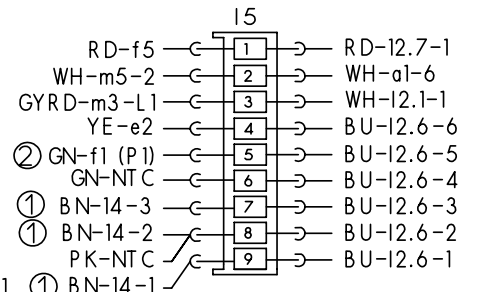 15
RD-f5 1 RD-12.7-1
WH-m5-2 2 WH-a1-6
GYRD-m3-L1 3 WH-12.1-1
YE-e2 4 BU-12.6-6
2 GN-f1 (P1) 5 BU-12.6-5
GN-NTC 6 BU-12.6-4
1 BN-14-3 7 BU-12.6-3
1 BN-14-2 8 BU-12.6-2
PK-NTC 9 BU-12.6-1
1 1 BN-14-1